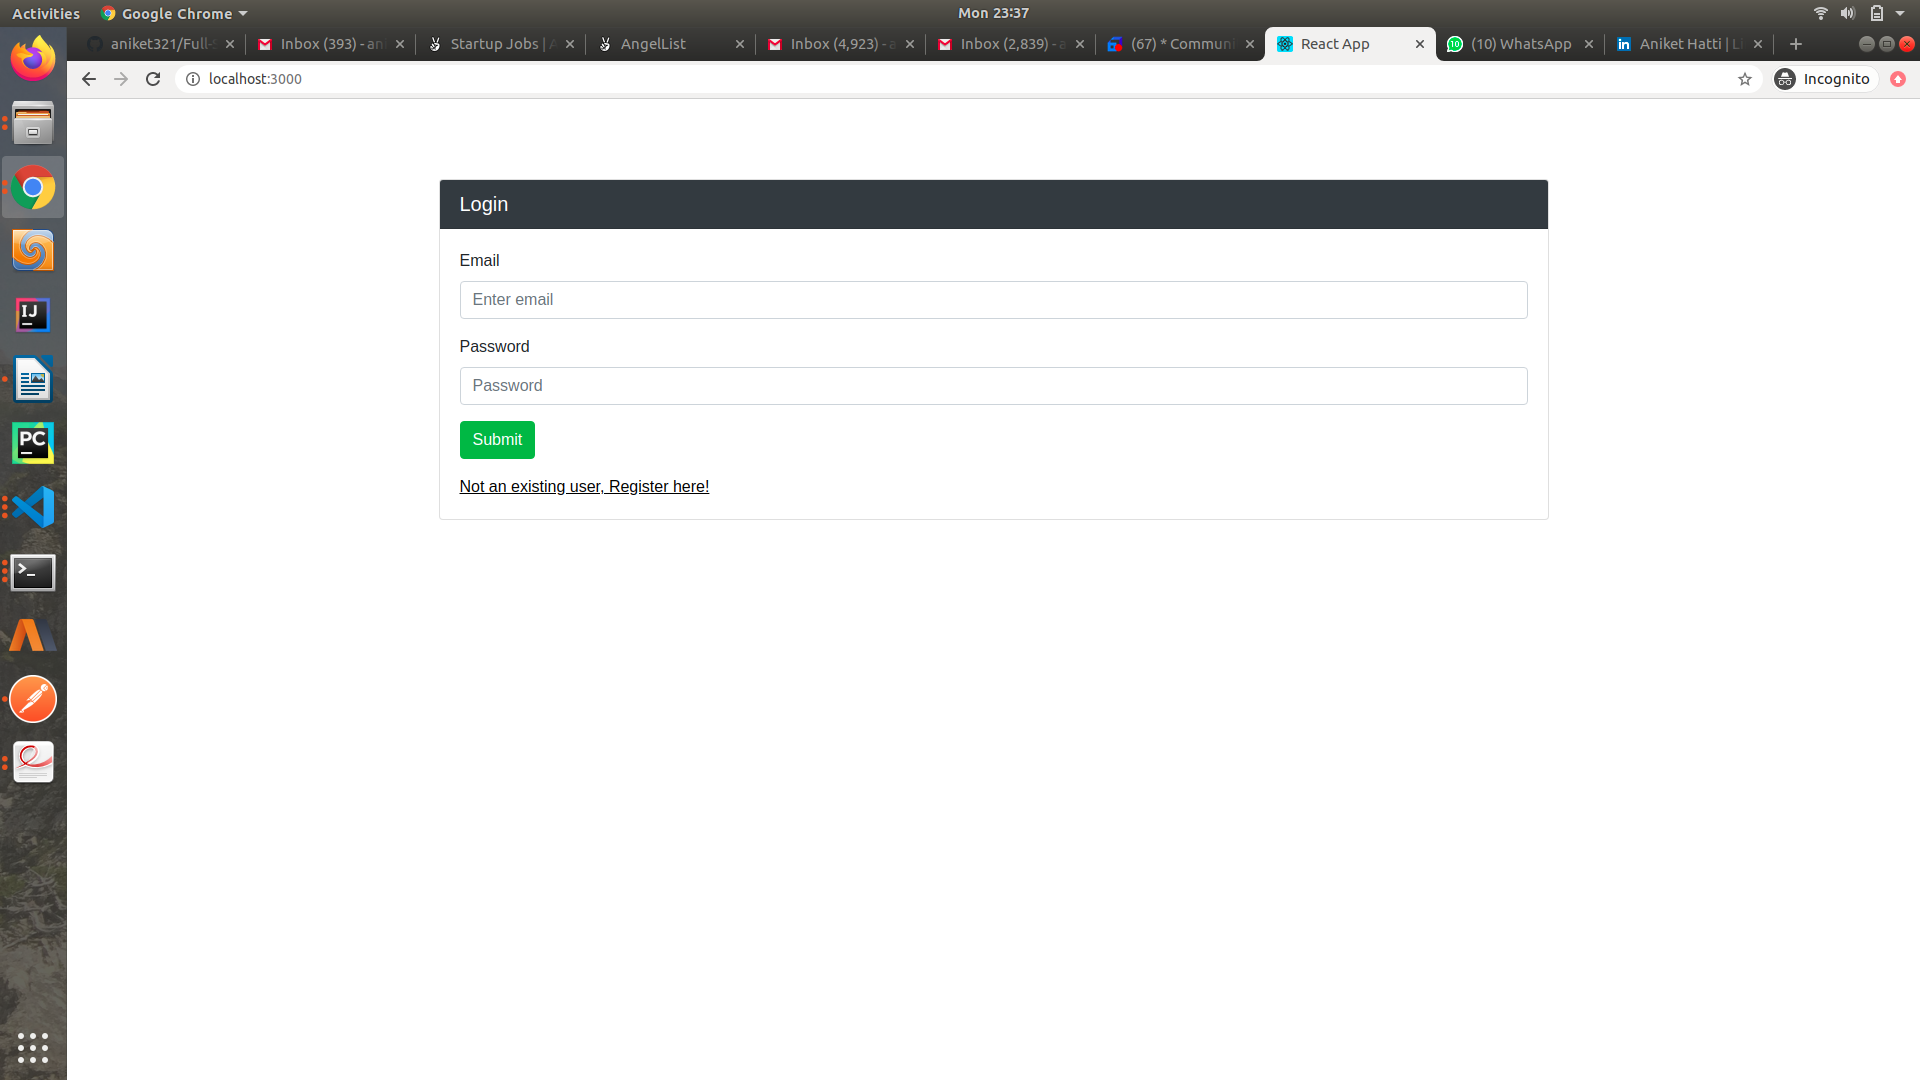 Activities
Google Chrome
Mon 23:37
aniket321/Full-
Inbox (393) - an
Startup Jobs |
AngelList
Inbox (4,923) - a
Inbox (2,839) - a
(67) * Communi
React App
(10) WhatsApp
Aniket Hatti | Li
localhost:3000
Incognito
Login
Email
Enter email
Password
Password
Submit
Not an existing user, Register here!
IJ
PC